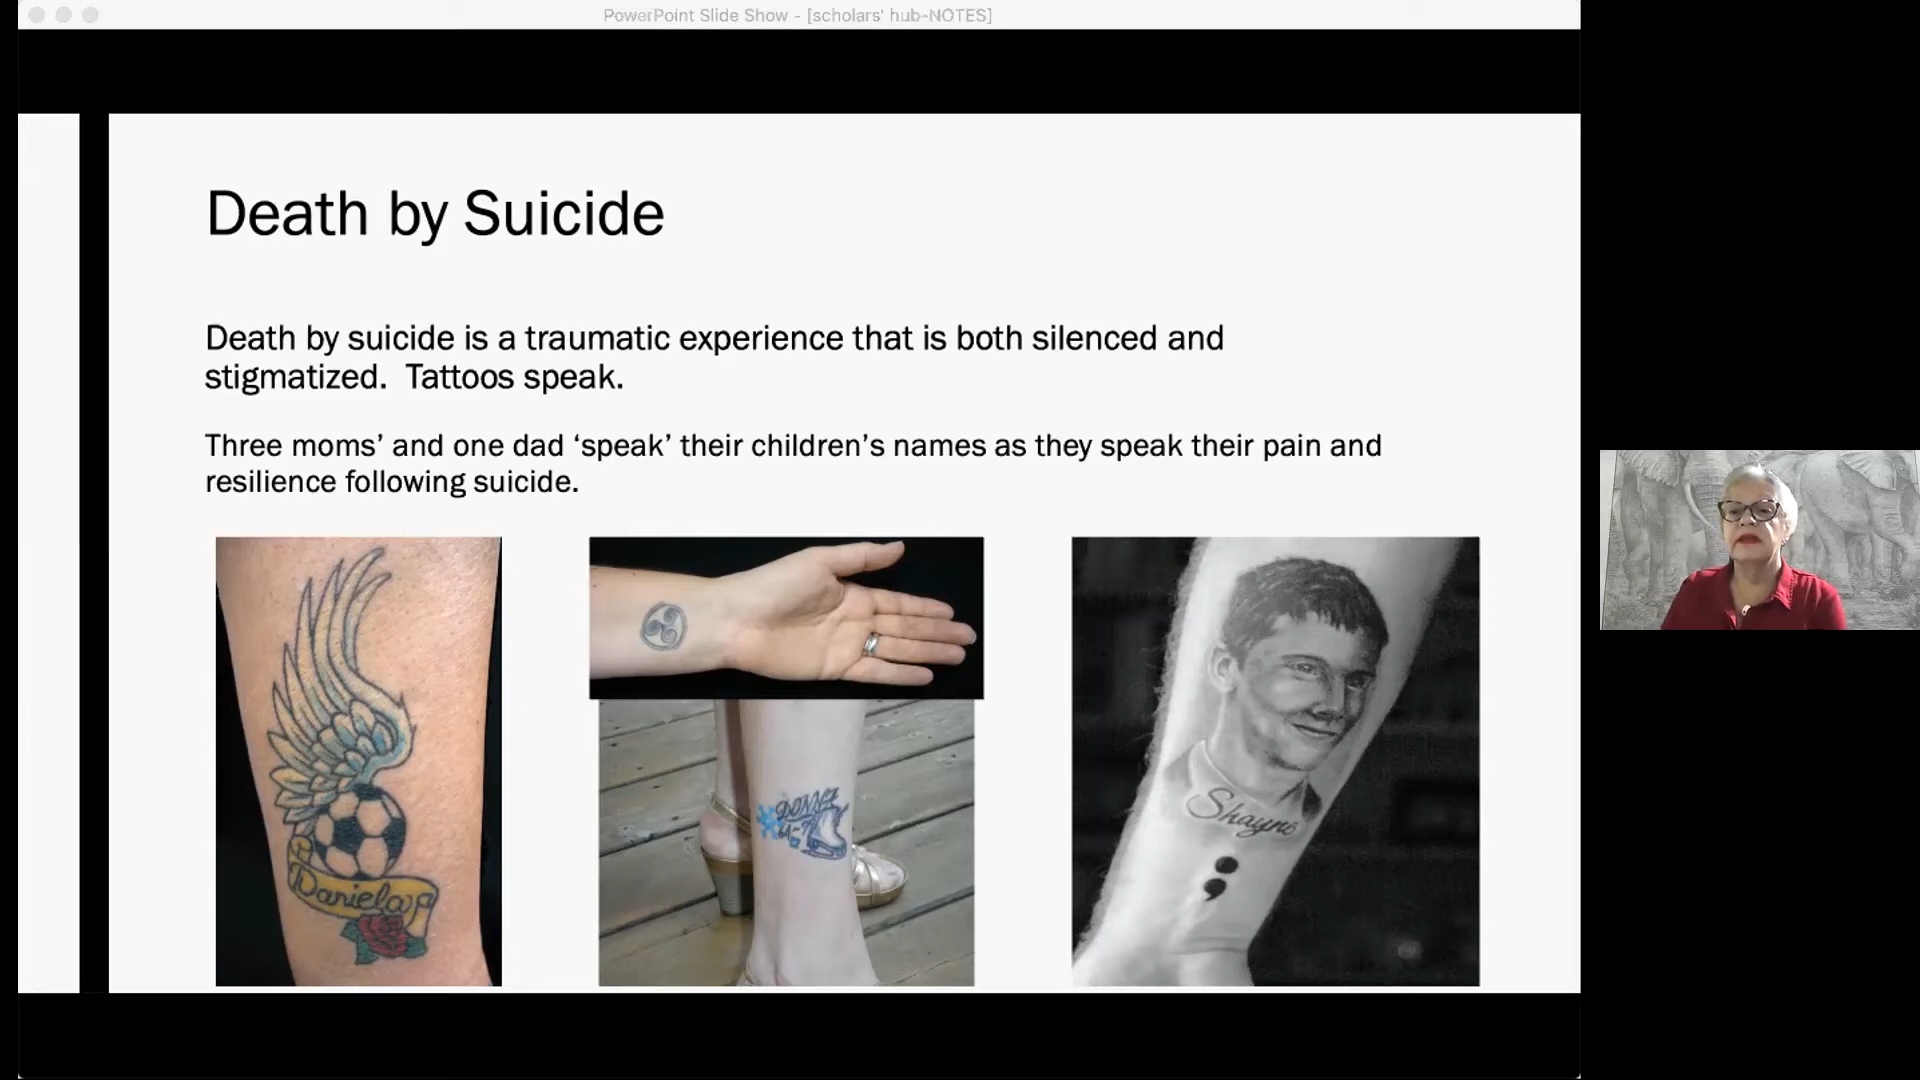 PowerPoint Slide Show - [scholars' hub-NOTES]
Death by Suicide
Death by suicide is a traumatic experience that is both silenced and
stigmatized.  Tattoos speak.
Three moms’ and one dad ‘speak’ their children’s names as they speak their pain and
resilience following suicide.
Shayne